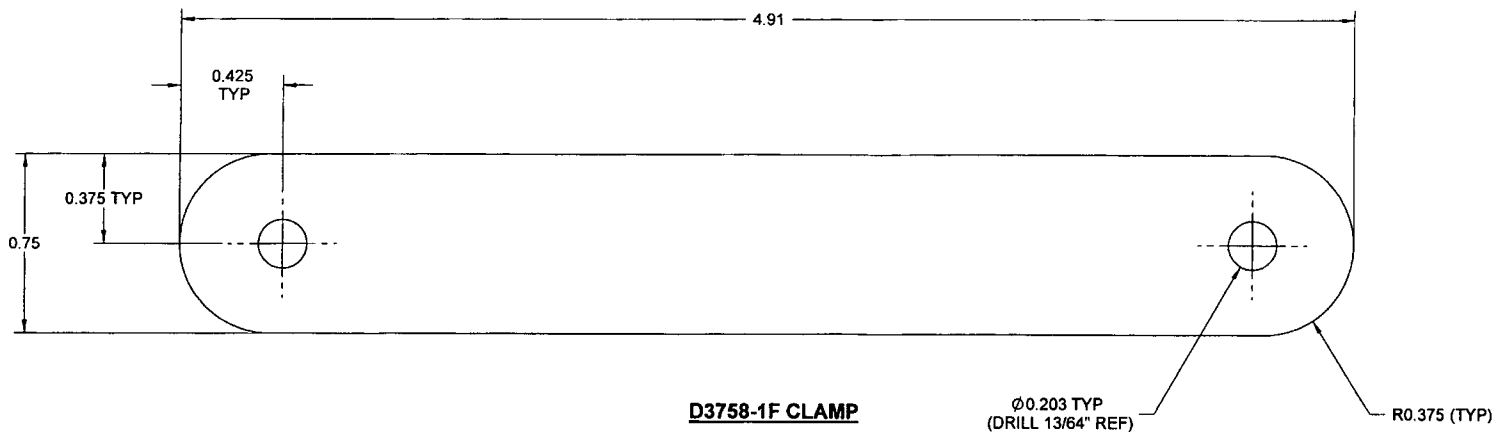 4.91
0.425
TYP
0.375 TYP
0.75
D3758-1F CLAMP
Ø0.203 TYP
(DRILL 13/64" REF)
R0.375 (TYP)